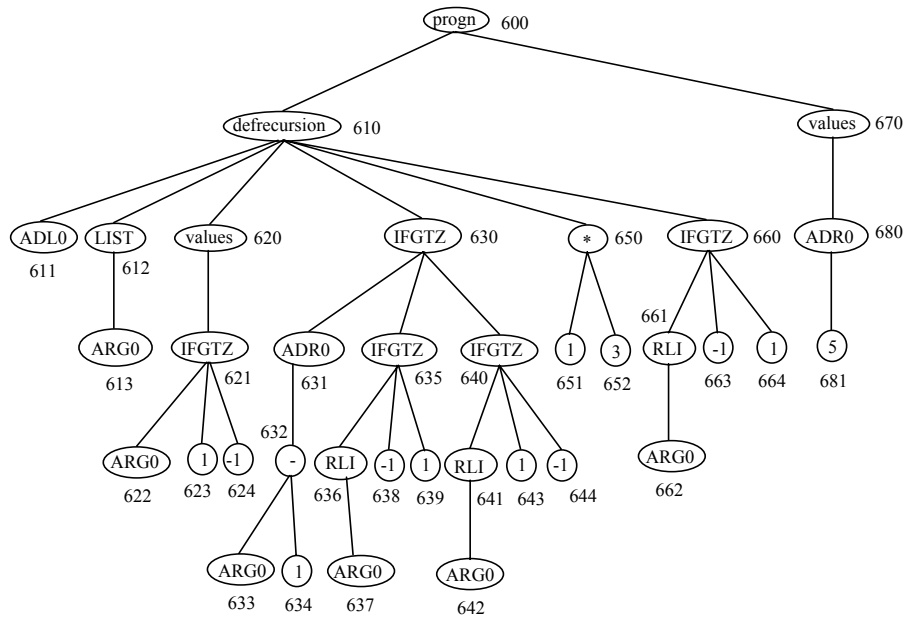 progn 600
defrecursion 610 values 670
ADL0 LIST values 620 IFGTZ 630 * 650 IFGTZ 660 ADR0 680
611 612
661
ARG0 IFGTZ ADR0 IFGTZ IFGTZ 1 3 RLI -1 1 5
613 621 631 635 640 651 652 663 664 681
632
ARG0 1 -1 - RLI -1 1 RLI 1 -1 ARG0
622 623 624 636 638 639 641 643 644 662
ARG0 1 ARG0 ARG0
633 634 637 642